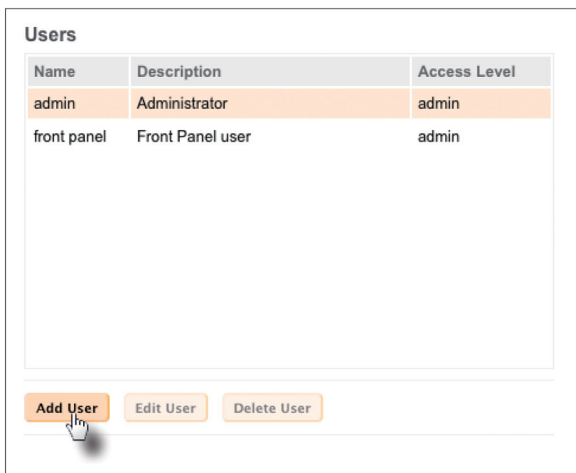 Users
Name Description Access Level
admin Administrator admin
front panel Front Panel user admin
Add User Edit User Delete User